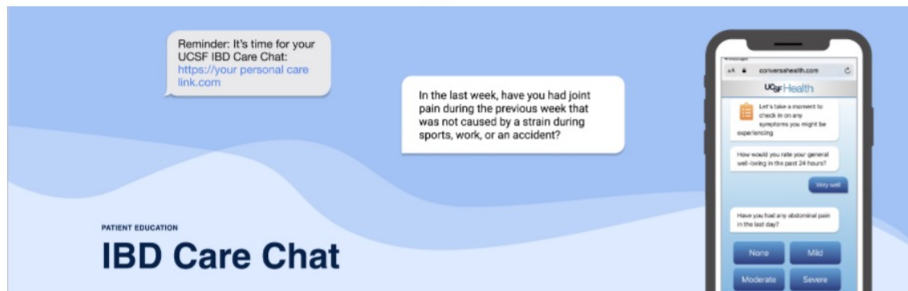 Reminder: It's time for your
UCSF IBD Care Chat:
https://your personal care
link.com
In the last week, have you had joint
pain during the previous week that
was not caused by a strain during
sports, work, or an accident?
PATIENT EDUCATION
IBD Care Chat
AA conversahealth.com
UCSF Health
Let's take a moment to
check in on any
symptoms you might be
experiencing
How would you rate your general
well-being in the past 24 hours?
Very well
Have you had any abdominal pain
in the last day?
None Mild
Moderate Severe